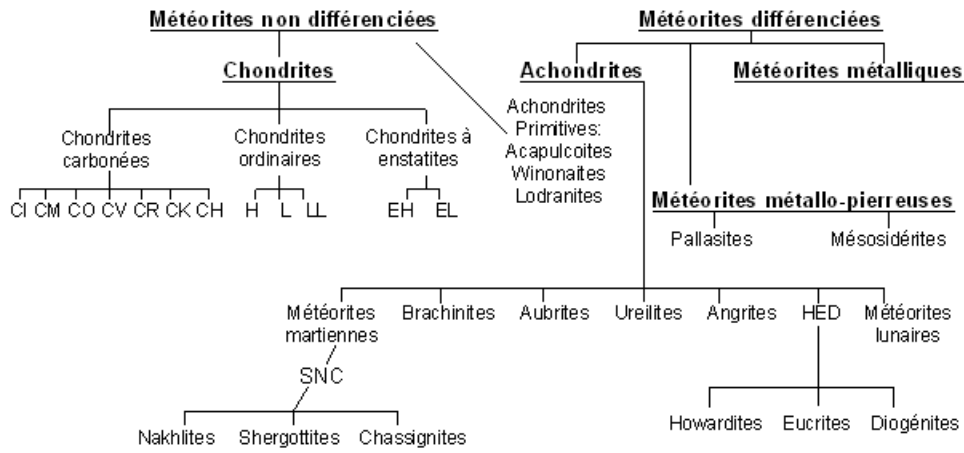 Météorites non différenciées
Météorites différenciées
Chondrites
Achondrites
Météorites métalliques
Achondrites
Primitives:
Acapulcoites
Winonaites
Lodranites
Chondrites
carbonées
Chondrites
ordinaires
Chondrites à
enstatites
CI CM CO CV CR CK CH
H L LL
EH EL
Météorites métallo-pierreuses
Pallasites
Mésosidérites
Météorites
martiennes
Brachinites
Aubrites
Ureilites
Angrites
HED
Météorites
lunaires
SNC
Nakhlites
Shergottites
Chassignites
Howardites
Eucrites
Diogénites